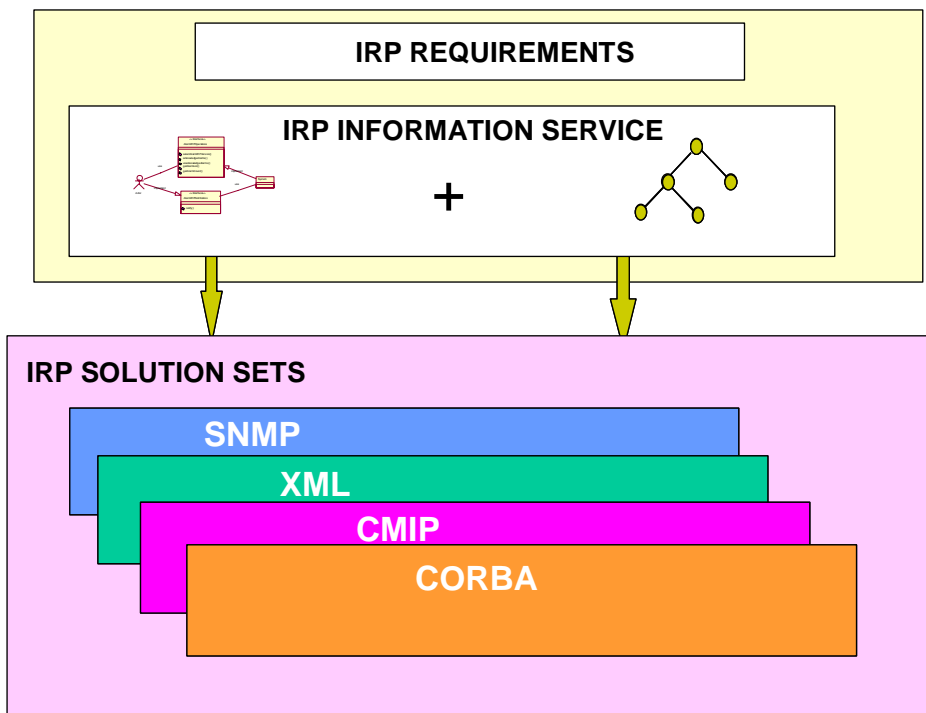 IRP REQUIREMENTS
IRP INFORMATION SERVICE
+
IRP SOLUTION SETS
SNMP
XML
CMIP
CORBA